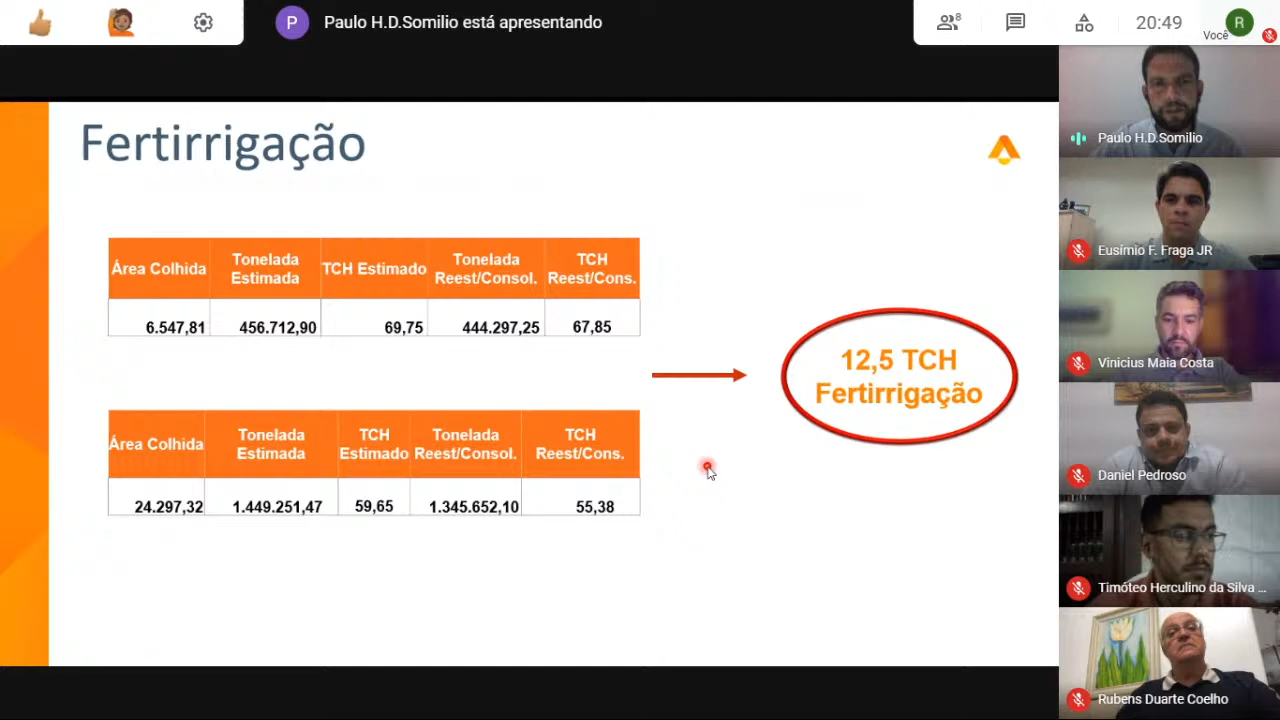 P
Paulo H.D.Somilio está apresentando
8
20:49
R
Você
Fertirrigação
Área Colhida
Tonelada
Estimada
TCH Estimado
Tonelada
Reest/Consol.
TCH
Reest/Cons.
6.547,81
456.712,90
69,75
444.297,25
67,85
Área Colhida
Tonelada
Estimada
TCH
Estimado
Tonelada
Reest/Consol.
TCH
Reest/Cons.
24.297,32
1.449.251,47
59,65
1.345.652,10
55,38
12,5 TCH
Fertirrigação
Paulo H.D.Somilio
Eusímio F. Fraga JR
Vinicius Maia Costa
Daniel Pedroso
Timóteo Herculino da Silva ...
Rubens Duarte Coelho